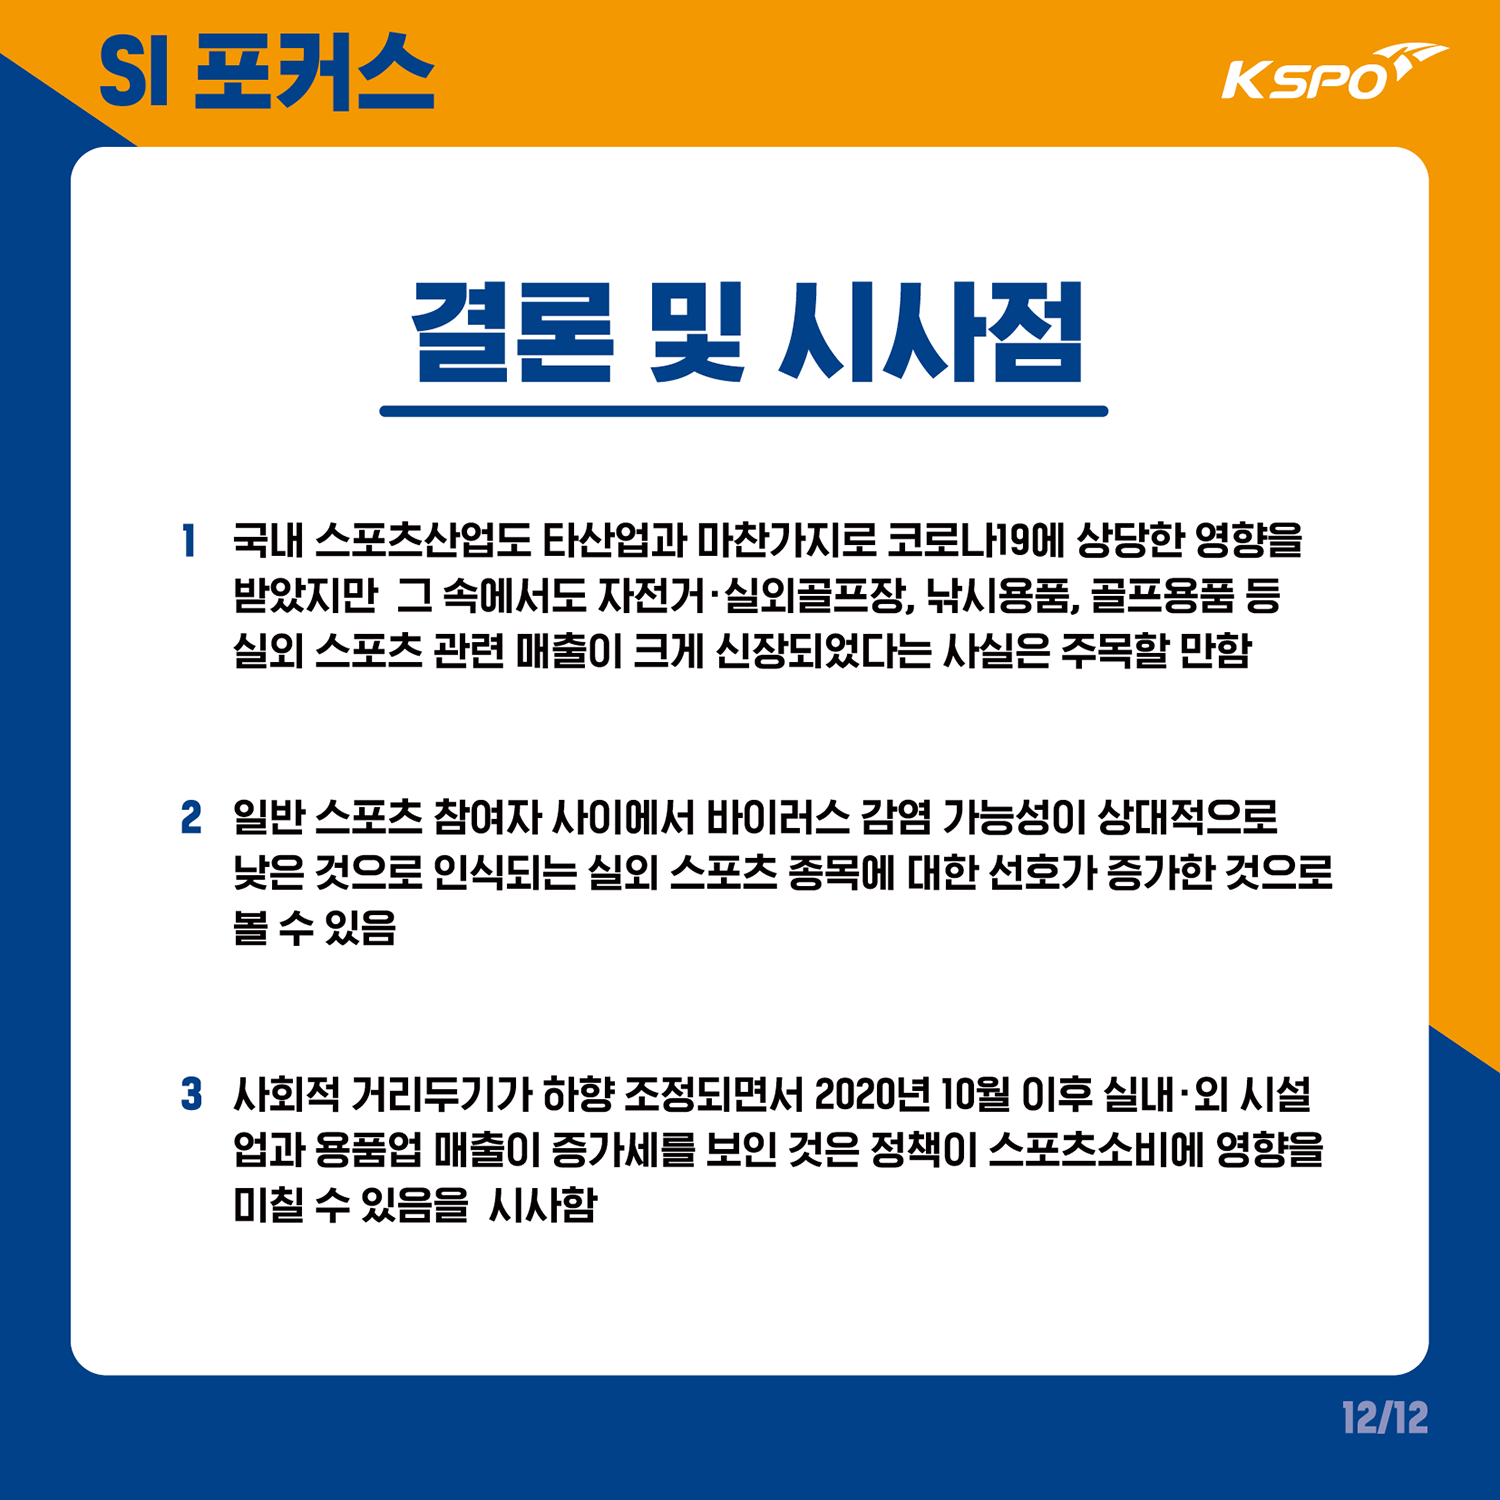 SI 포커스
KSPO
결론 및 시사점
1 국내 스포츠산업도 타산업과 마찬가지로 코로나19에 상당한 영향을
받았지만 그 속에서도 자전거·실외골프장, 낚시용품, 골프용품 등
실외 스포츠 관련 매출이 크게 신장되었다는 사실은 주목할 만함
2 일반 스포츠 참여자 사이에서 바이러스 감염 가능성이 상대적으로
낮은 것으로 인식되는 실외 스포츠 종목에 대한 선호가 증가한 것으로
볼 수 있음
3 사회적 거리두기가 하향 조정되면서 2020년 10월 이후 실내·외 시설
업과 용품업 매출이 증가세를 보인 것은 정책이 스포츠소비에 영향을
미칠 수 있음을 시사함
12/12